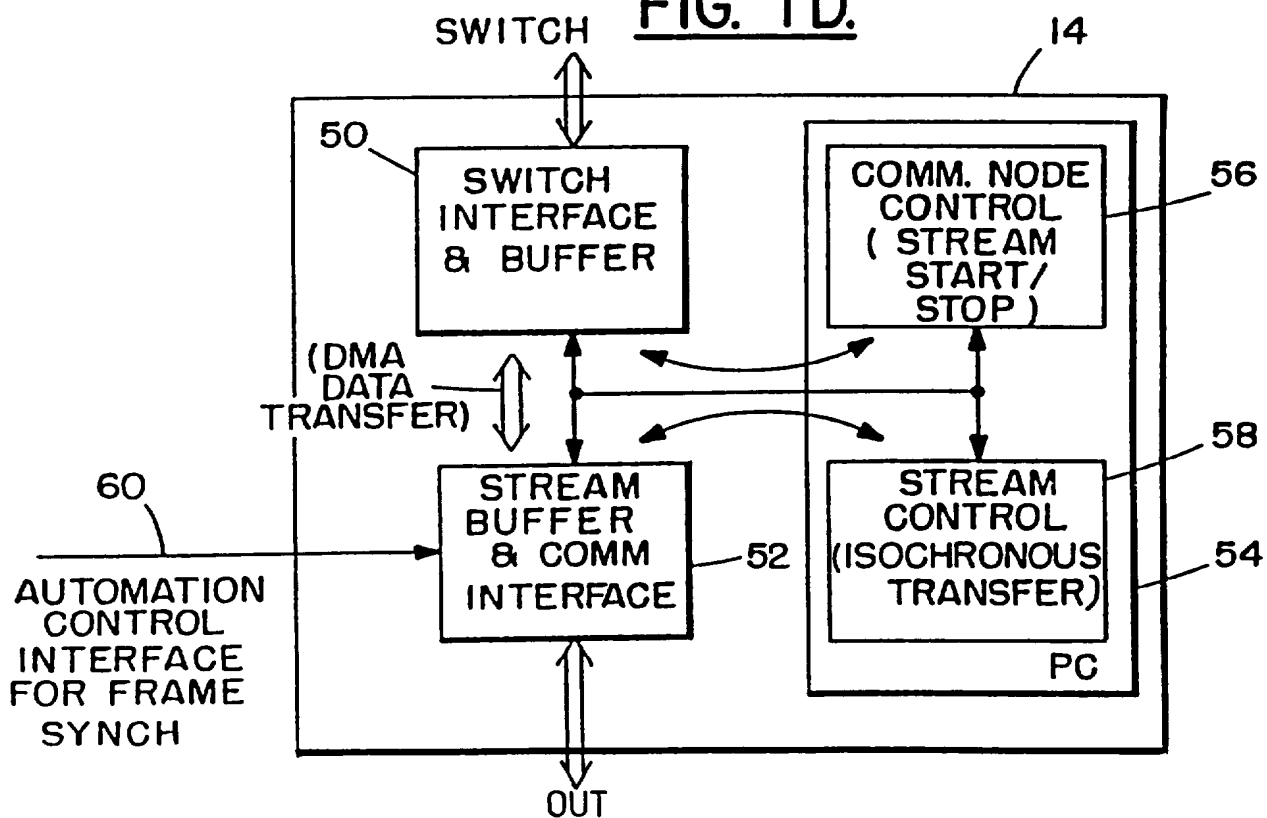 FIG. 1D.
SWITCH
14
50
SWITCH
INTERFACE
& BUFFER
COMM. NODE
CONTROL
( STREAM
START/
STOP )
56
(DMA
DATA
TRANSFER)
60
STREAM
BUFFER
& COMM
INTERFACE
52
STREAM
CONTROL
(ISOCHRONOUS
TRANSFER)
58
54
PC
AUTOMATION
CONTROL
INTERFACE
FOR FRAME
SYNCH
OUT